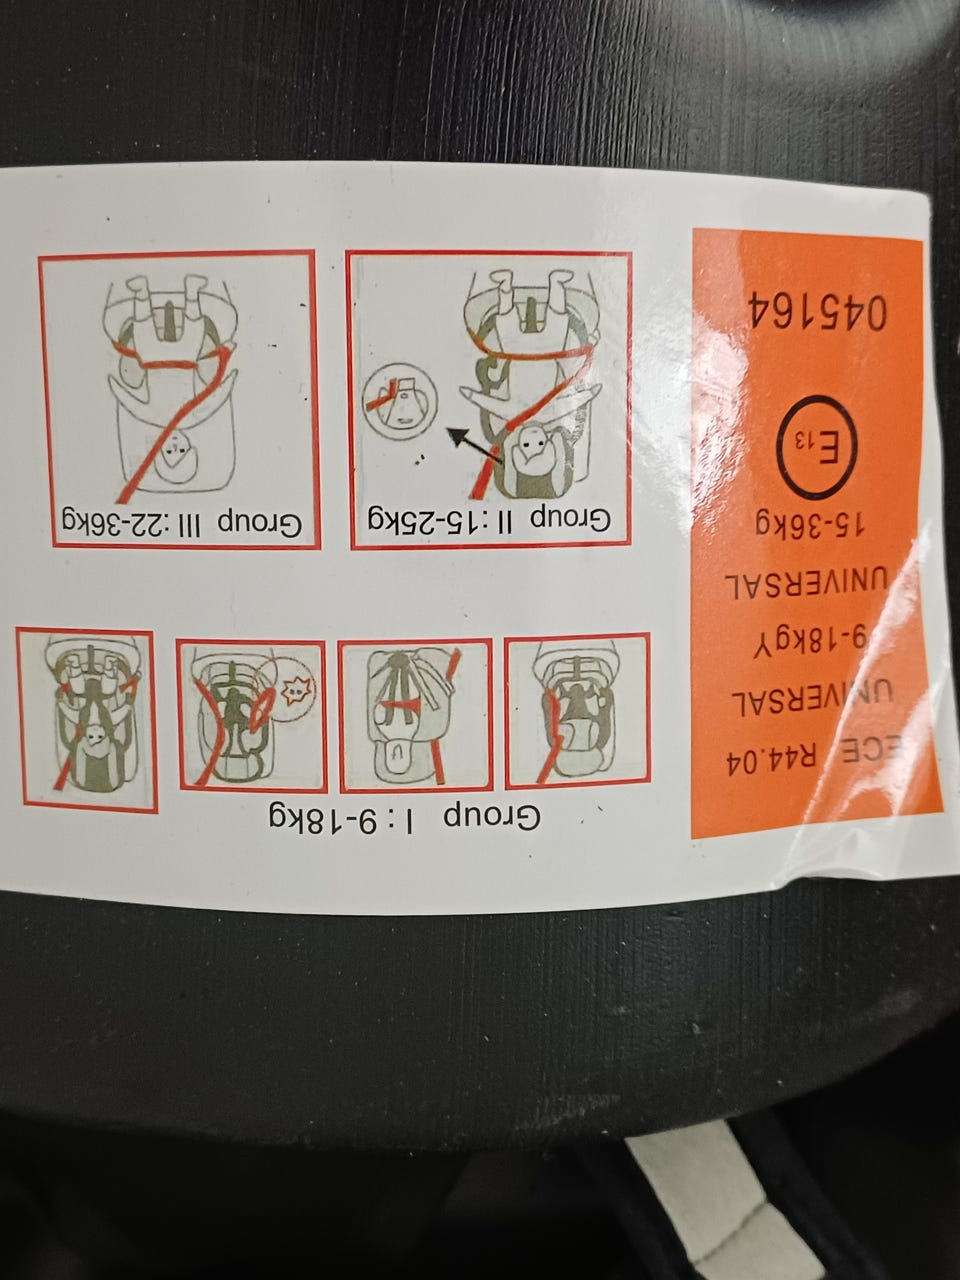 ECE R44.04
UNIVERSAL
9-18kgY
UNIVERSAL
15-36kg
E13
045164
Group I : 9-18kg
Group II : 15-25kg
Group III : 22-36kg